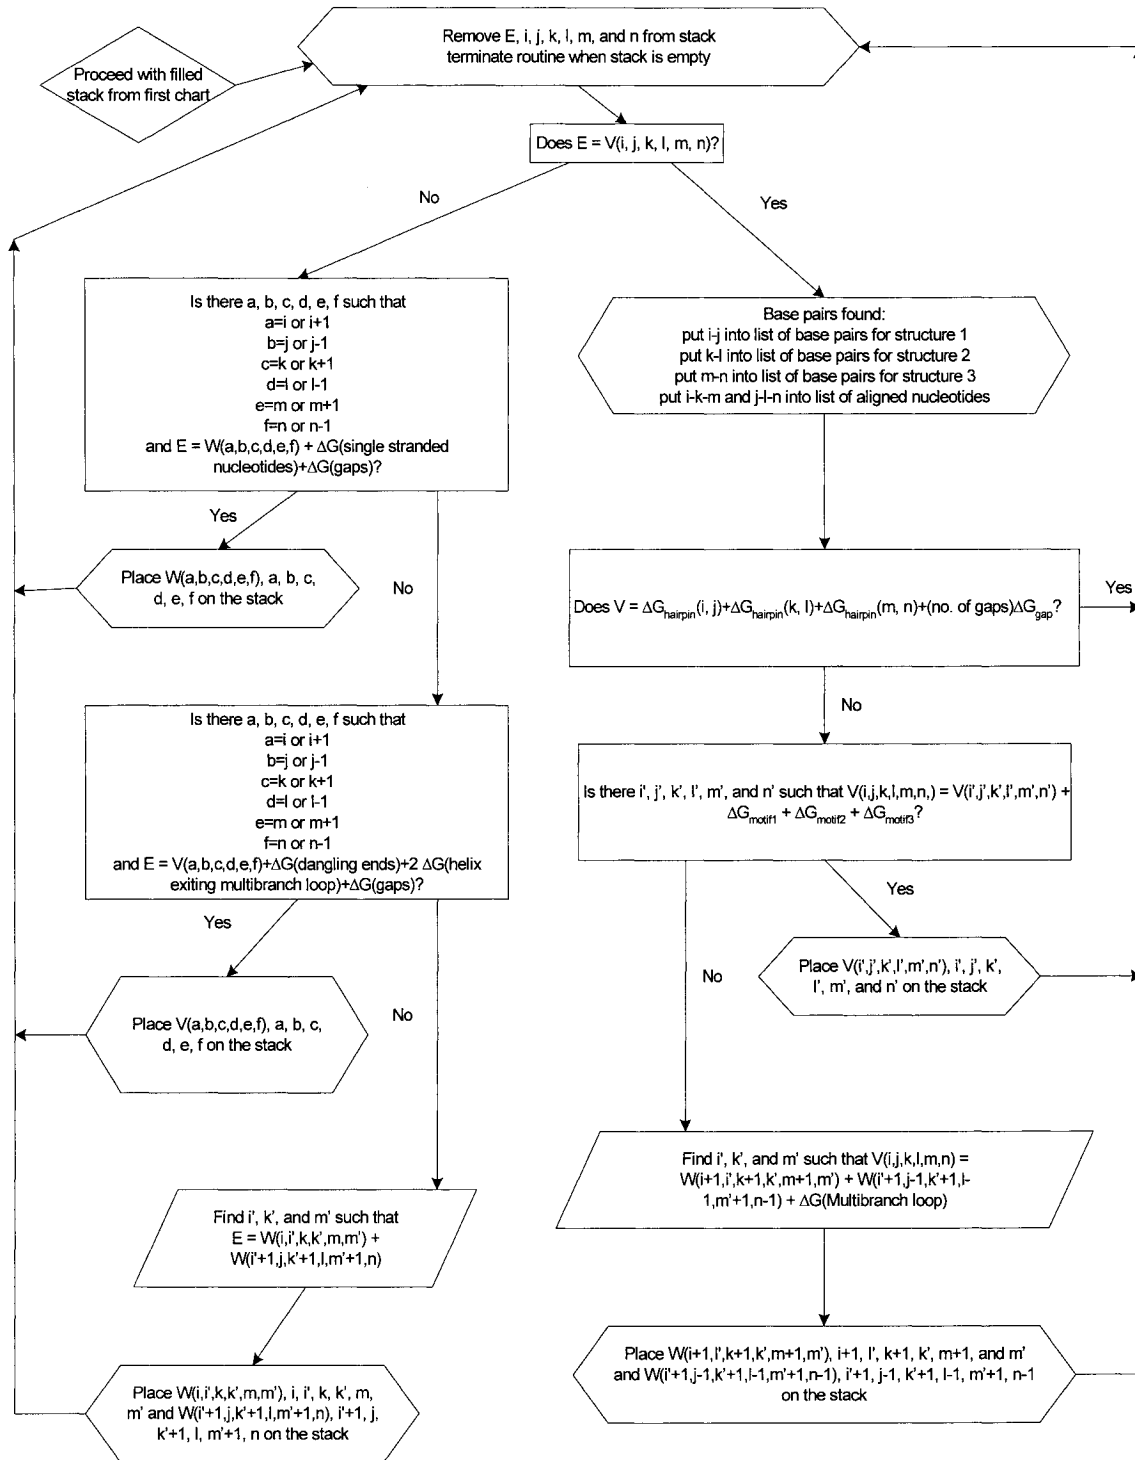 Remove E, i, j, k, l, m, and n from stack
terminate routine when stack is empty
Proceed with filled
stack from first chart
Does E = V(i, j, k, l, m, n)?
No
Yes
Is there a, b, c, d, e, f such that
a=i or i+1
b=j or j-1
c=k or k+1
d=l or l-1
e=m or m+1
f=n or n-1
and E = W(a,b,c,d,e,f) + ΔG(single stranded
nucleotides)+ΔG(gaps)?
Base pairs found:
put i-j into list of base pairs for structure 1
put k-l into list of base pairs for structure 2
put m-n into list of base pairs for structure 3
put i-k-m and j-l-n into list of aligned nucleotides
Yes
No
Place W(a,b,c,d,e,f), a, b, c,
d, e, f on the stack
Does V = ΔGhairpin(i, j)+ΔGhairpin(k, l)+ΔGhairpin(m, n)+(no. of gaps)ΔGgap?
Yes
No
Is there a, b, c, d, e, f such that
a=i or i+1
b=j or j-1
c=k or k+1
d=l or l-1
e=m or m+1
f=n or n-1
and E = V(a,b,c,d,e,f)+ΔG(dangling ends)+2 ΔG(helix
exiting multibranch loop)+ΔG(gaps)?
Is there i', j', k', l', m', and n' such that V(i,j,k,l,m,n,) = V(i',j',k',l',m',n') +
ΔGmotif1 + ΔGmotif2 + ΔGmotif3?
Yes
No
Yes
No
Place V(i',j',k',l',m',n'), i', j', k',
l', m', and n' on the stack
Place V(a,b,c,d,e,f), a, b, c,
d, e, f on the stack
Find i', k', and m' such that V(i,j,k,l,m,n) =
W(i+1,i',k+1,k',m+1,m') + W(i'+1,j-1,k'+1,l-
1,m'+1,n-1) + ΔG(Multibranch loop)
Find i', k', and m' such that
E = W(i,i',k,k',m,m') +
W(i'+1,j,k'+1,l,m'+1,n)
Place W(i+1,I',k+1,k',m+1,m'), i+1, I', k+1, k', m+1, and m'
and W(i'+1,j-1,k'+1,l-1,m'+1,n-1), i'+1, j-1, k'+1, l-1, m'+1, n-1
on the stack
Place W(i,i',k,k',m,m'), i, i', k, k', m,
m' and W(i'+1,j,k'+1,l,m'+1,n), i'+1, j,
k'+1, l, m'+1, n on the stack